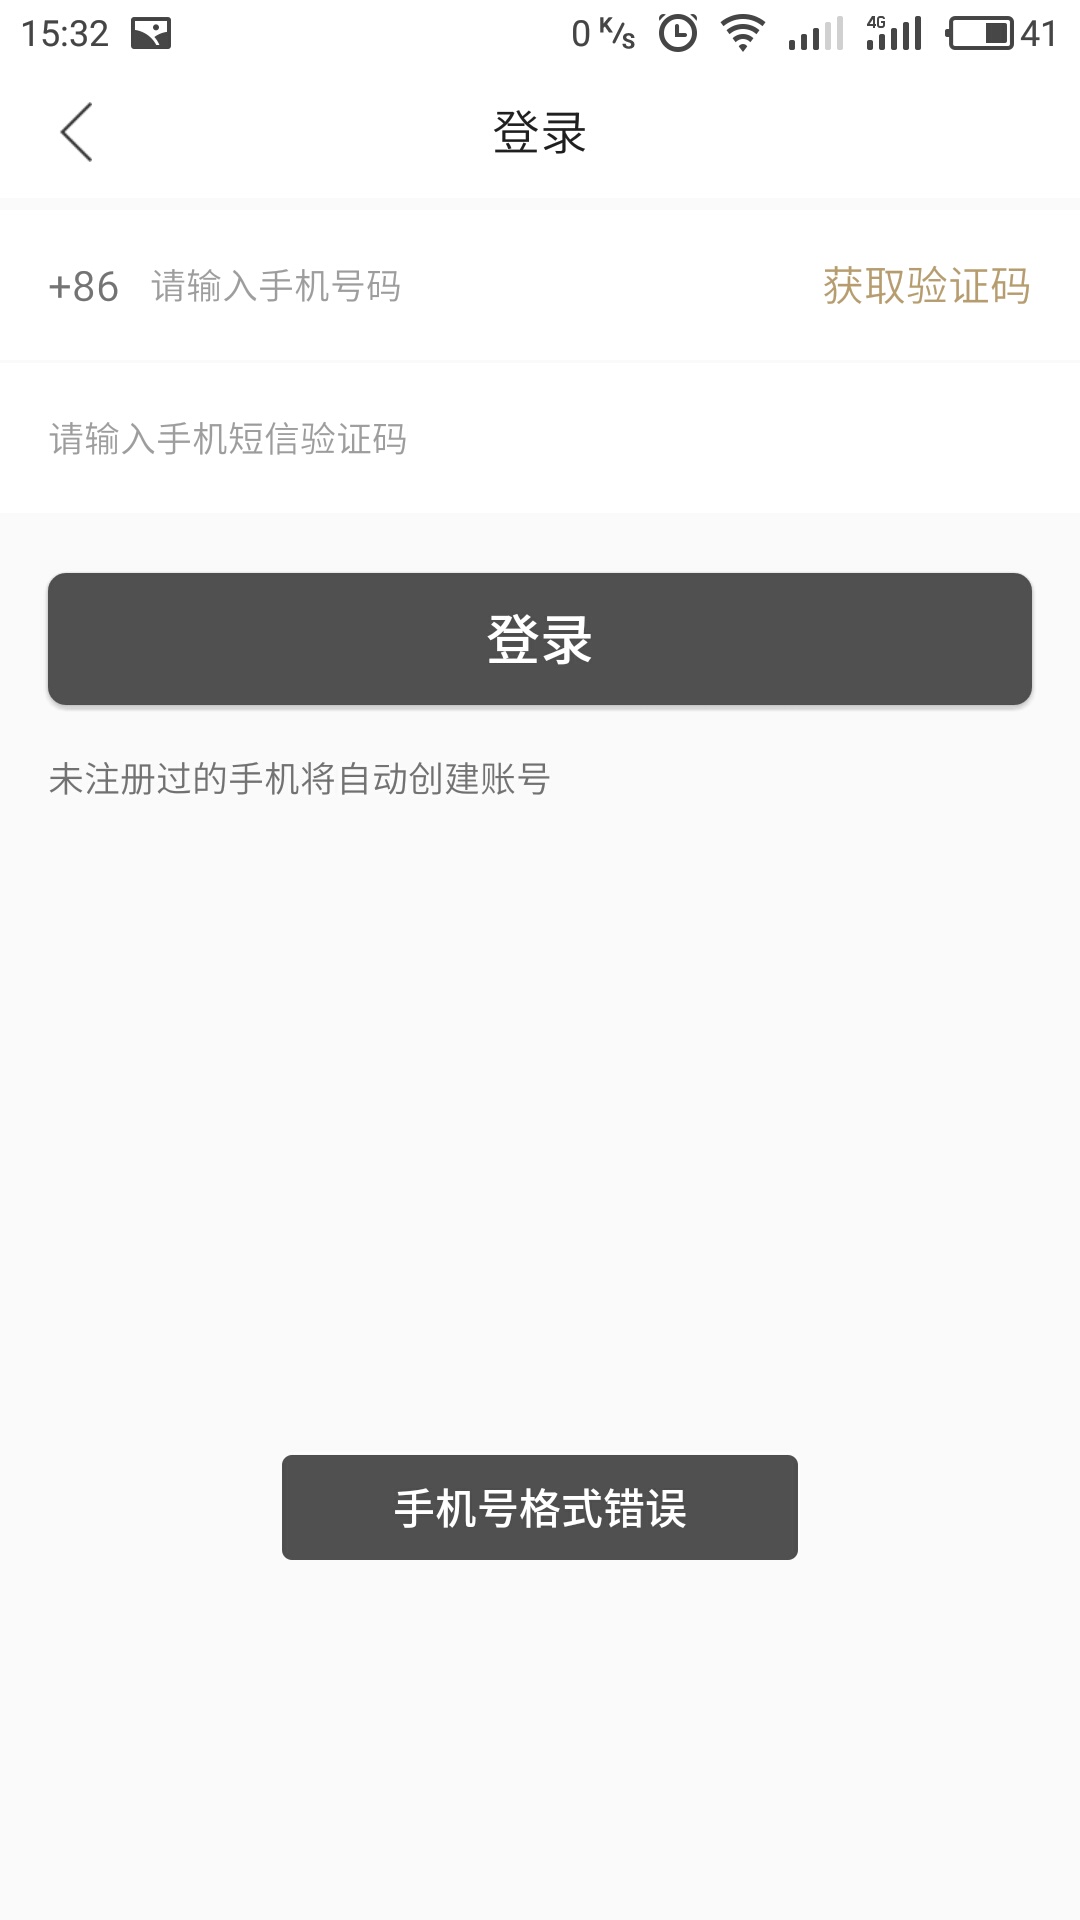 15:32 0 K/s 4G 41
登录
+86 请输入手机号码 获取验证码
请输入手机短信验证码
登录
未注册过的手机将自动创建账号
手机号格式错误